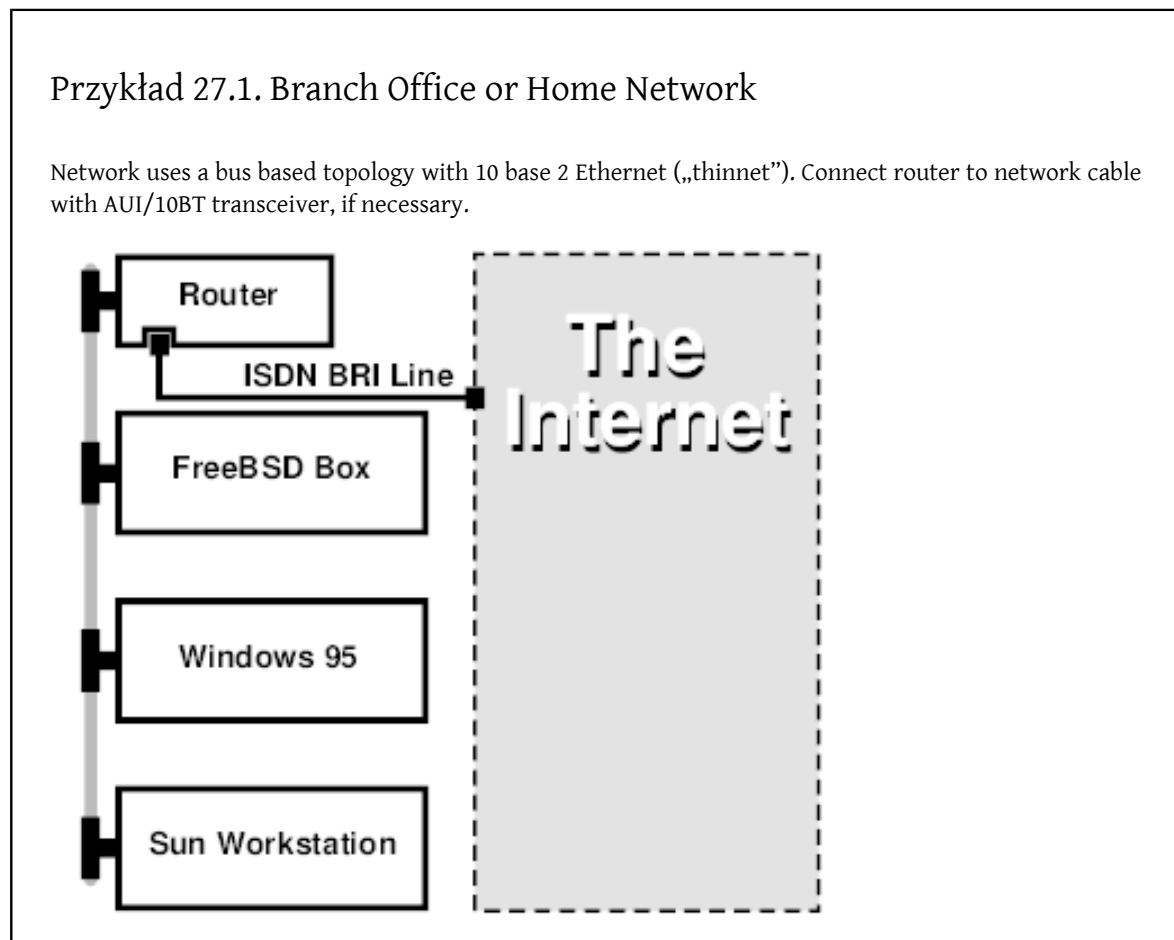 Przykład 27.1. Branch Office or Home Network
Network uses a bus based topology with 10 base 2 Ethernet („thinnet”). Connect router to network cable
with AUI/10BT transceiver, if necessary.
Router
The
Internet
ISDN BRI Line
FreeBSD Box
Windows 95
Sun Workstation